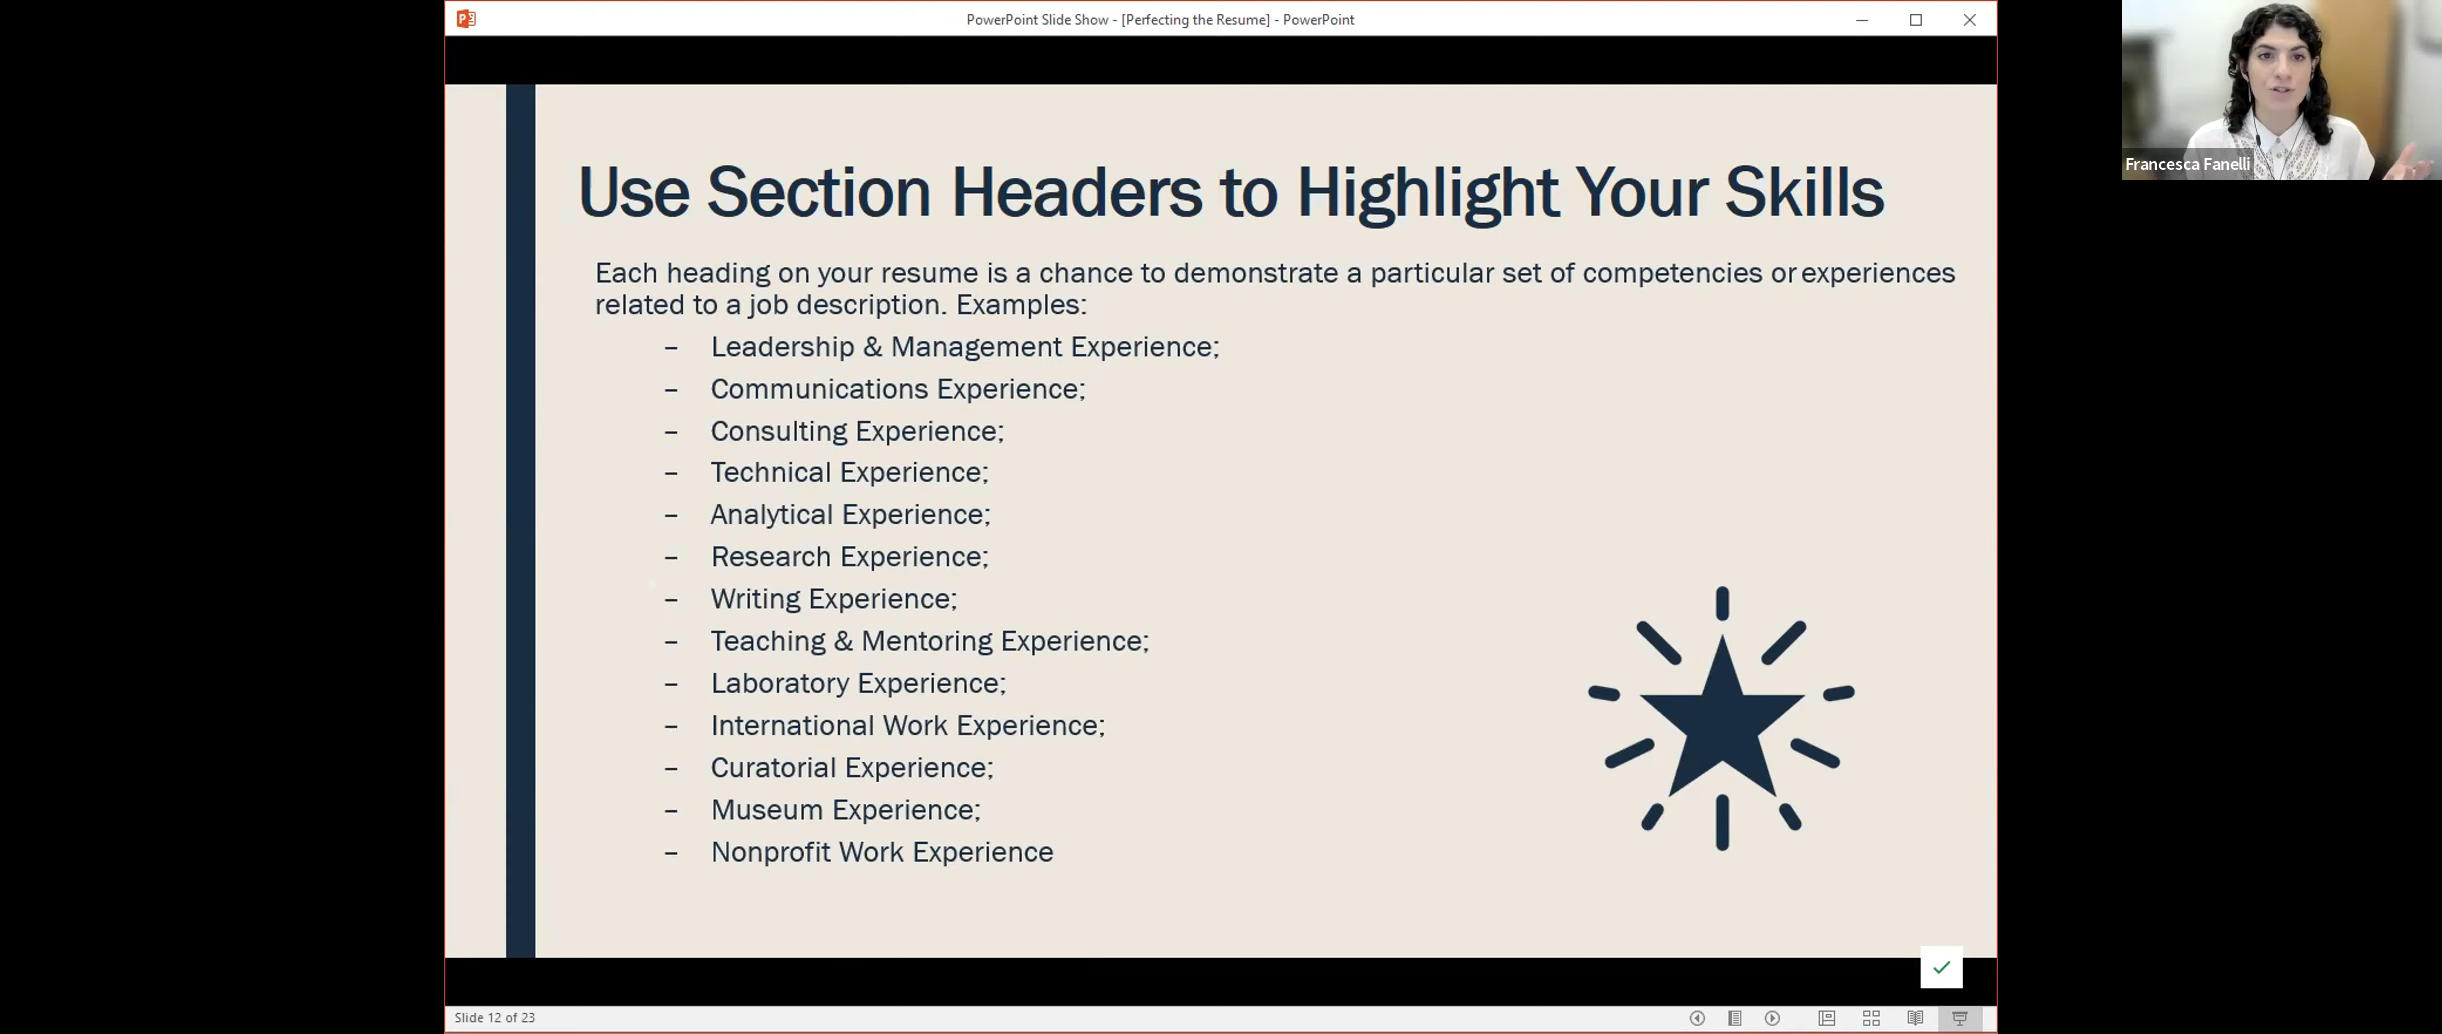 PowerPoint Slide Show - [Perfecting the Resume] - PowerPoint
Francesca Fanelli
Use Section Headers to Highlight Your Skills
Each heading on your resume is a chance to demonstrate a particular set of competencies or experiences
related to a job description. Examples:
– Leadership & Management Experience;
– Communications Experience;
– Consulting Experience;
– Technical Experience;
– Analytical Experience;
– Research Experience;
– Writing Experience;
– Teaching & Mentoring Experience;
– Laboratory Experience;
– International Work Experience;
– Curatorial Experience;
– Museum Experience;
– Nonprofit Work Experience
Slide 12 of 23